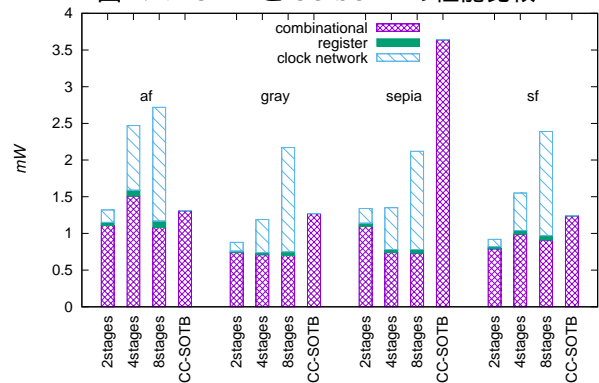 combinational
register
clock network
4
3.5
3
2.5
2
1.5
1
0.5
0
mW
af
gray
sepia
sf
2stages
4stages
8stages
CC-SOTB
2stages
4stages
8stages
CC-SOTB
2stages
4stages
8stages
CC-SOTB
2stages
4stages
8stages
CC-SOTB